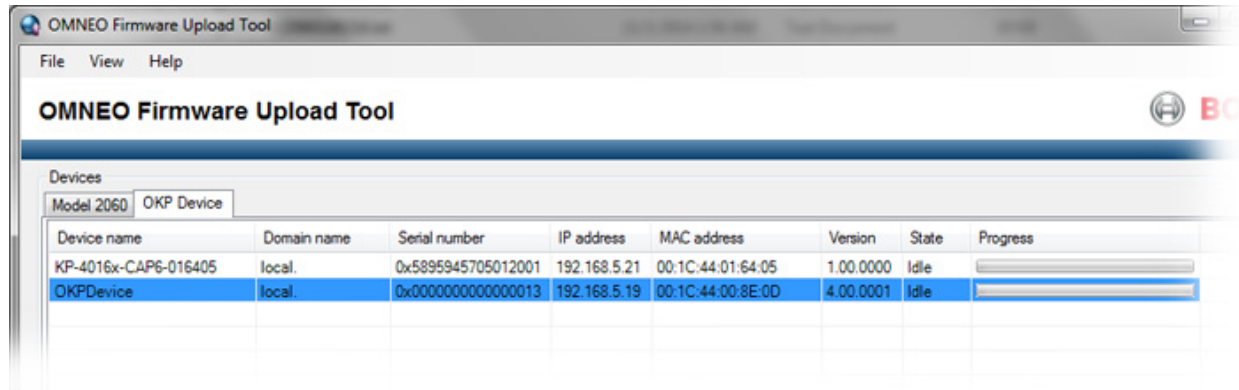 OMNEO Firmware Upload Tool
File View Help
OMNEO Firmware Upload Tool
Devices
Model 2060 OKP Device
Device name Domain name Serial number IP address MAC address Version State Progress
KP-4016x-CAP6-016405 local. 0x5895945705012001 192.168.5.21 00:1C:44:01:64:05 1.00.0000 Idle
OKPDevice local. 0x0000000000000013 192.168.5.19 00:1C:44:00:8E:0D 4.00.0001 Idle